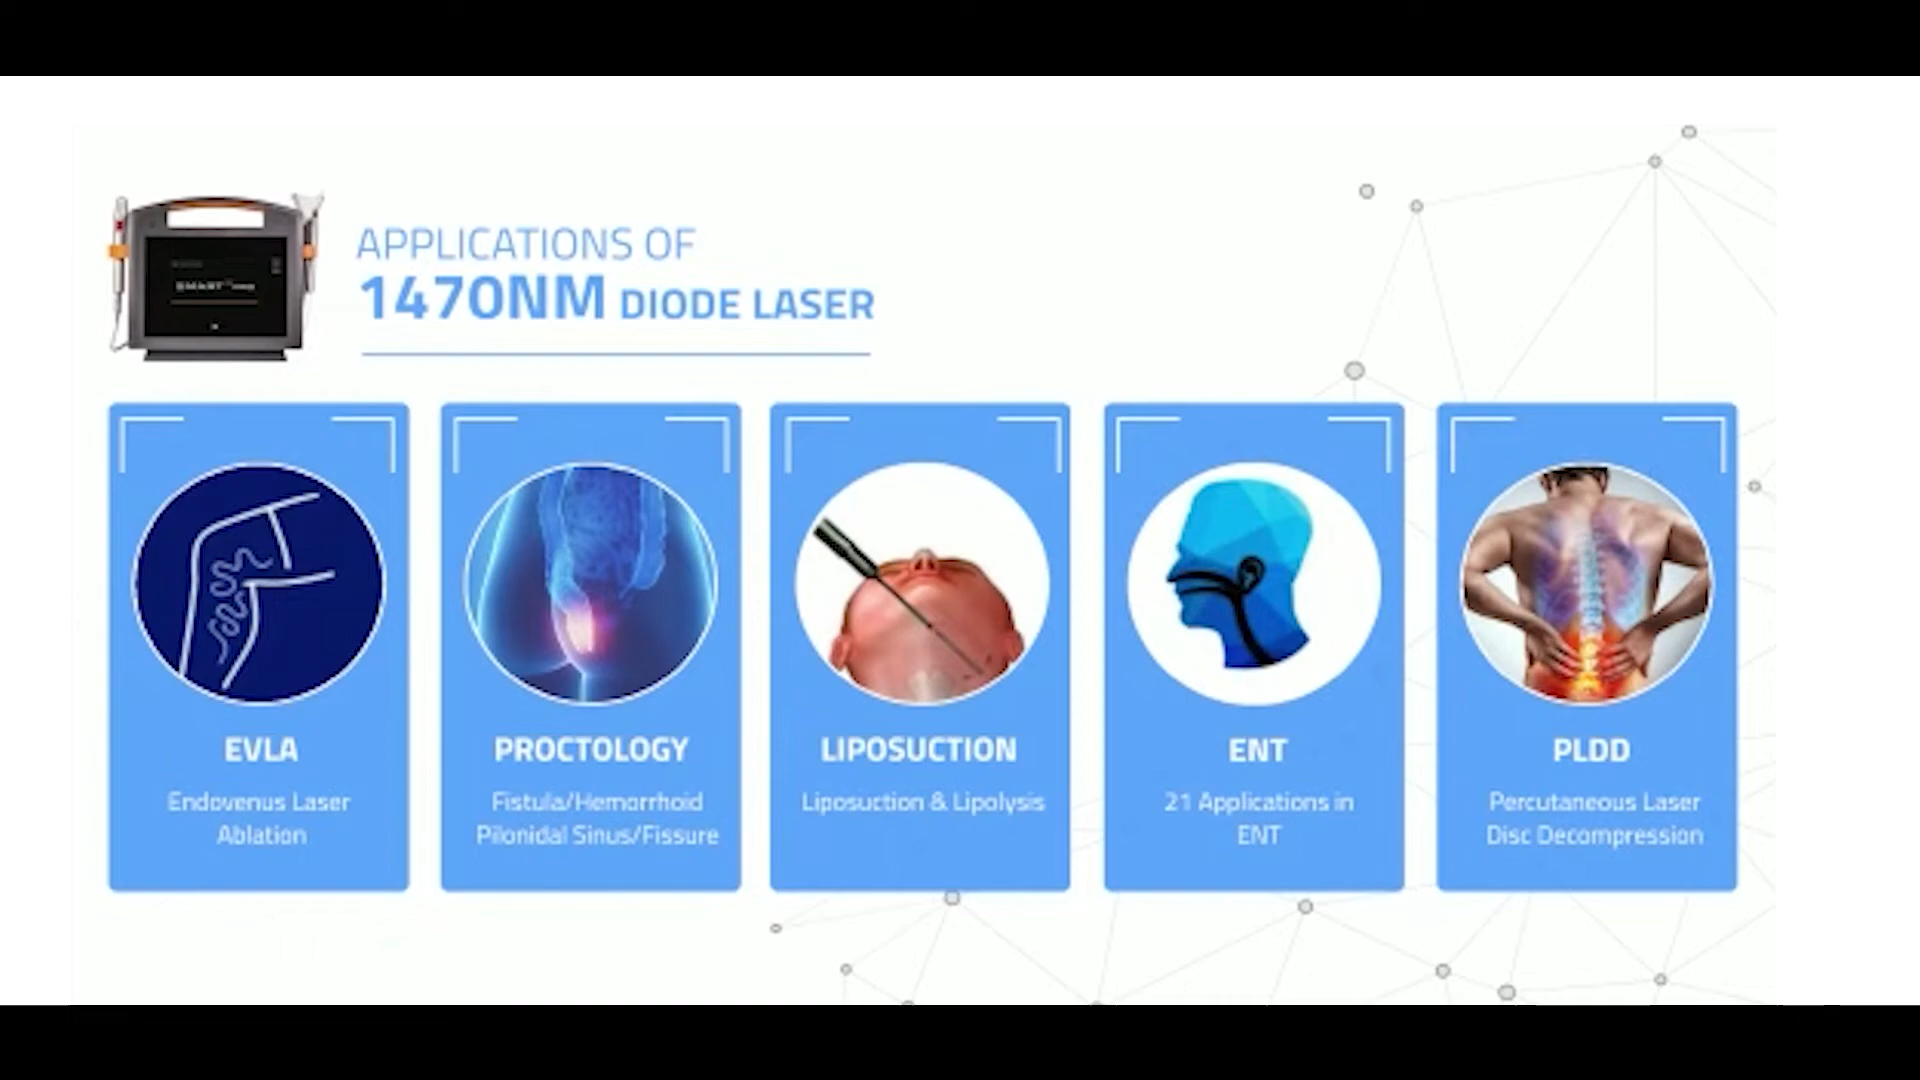 APPLICATIONS OF
1470NM DIODE LASER
EVLA
Endovenus Laser
Ablation
PROCTOLOGY
Fistula/Hemorrhoid
Pilonidal Sinus/Fissure
LIPOSUCTION
Liposuction & Lipolysis
ENT
21 Applications in
ENT
PLDD
Percutaneous Laser
Disc Decompression